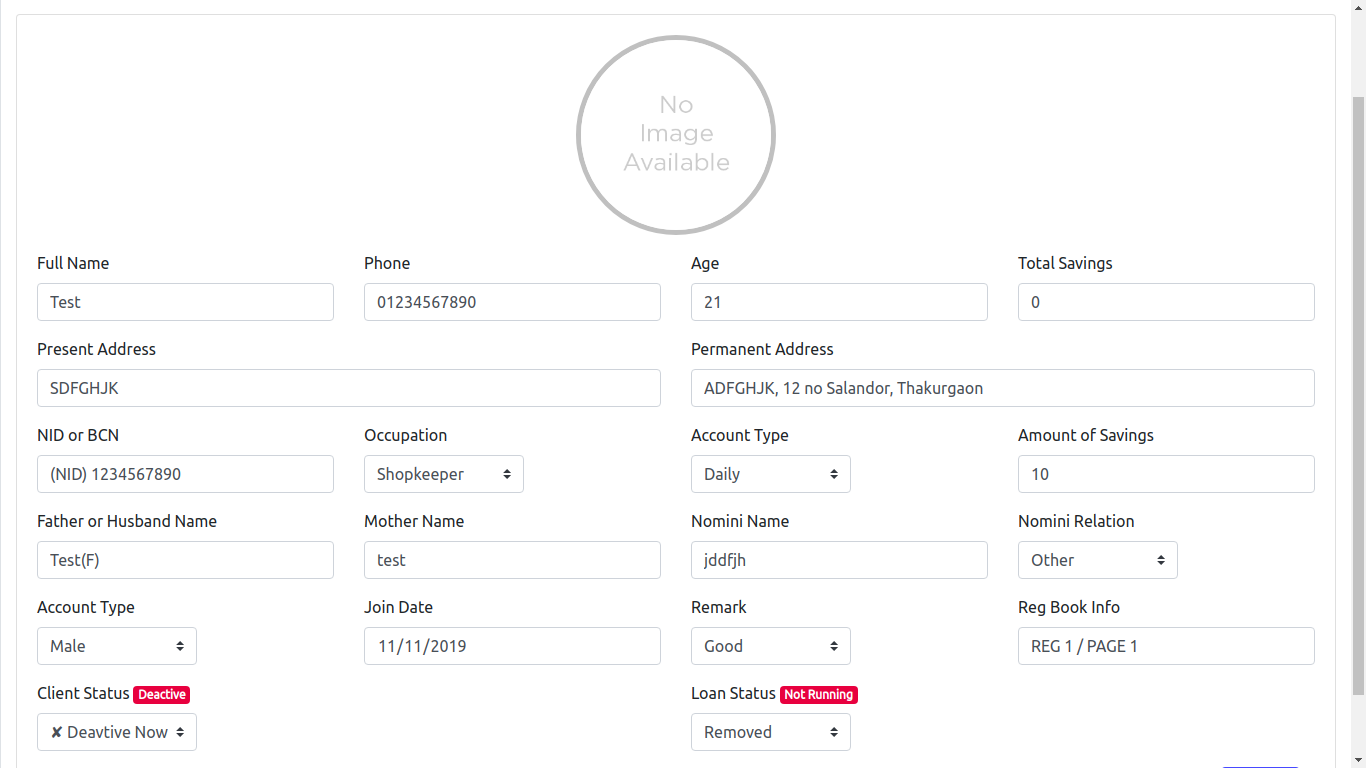 No
Image
Available
Full Name Phone Age Total Savings
Test 01234567890 21 0
Present Address Permanent Address
SDFGHJK ADFGHJK, 12 no Salandor, Thakurgaon
NID or BCN Occupation Account Type Amount of Savings
(NID) 1234567890 Shopkeeper Daily 10
Father or Husband Name Mother Name Nomini Name Nomini Relation
Test(F) test jddfjh Other
Account Type Join Date Remark Reg Book Info
Male 11/11/2019 Good REG 1 / PAGE 1
Client Status Deactive Loan Status Not Running
✘ Deavtive Now Removed